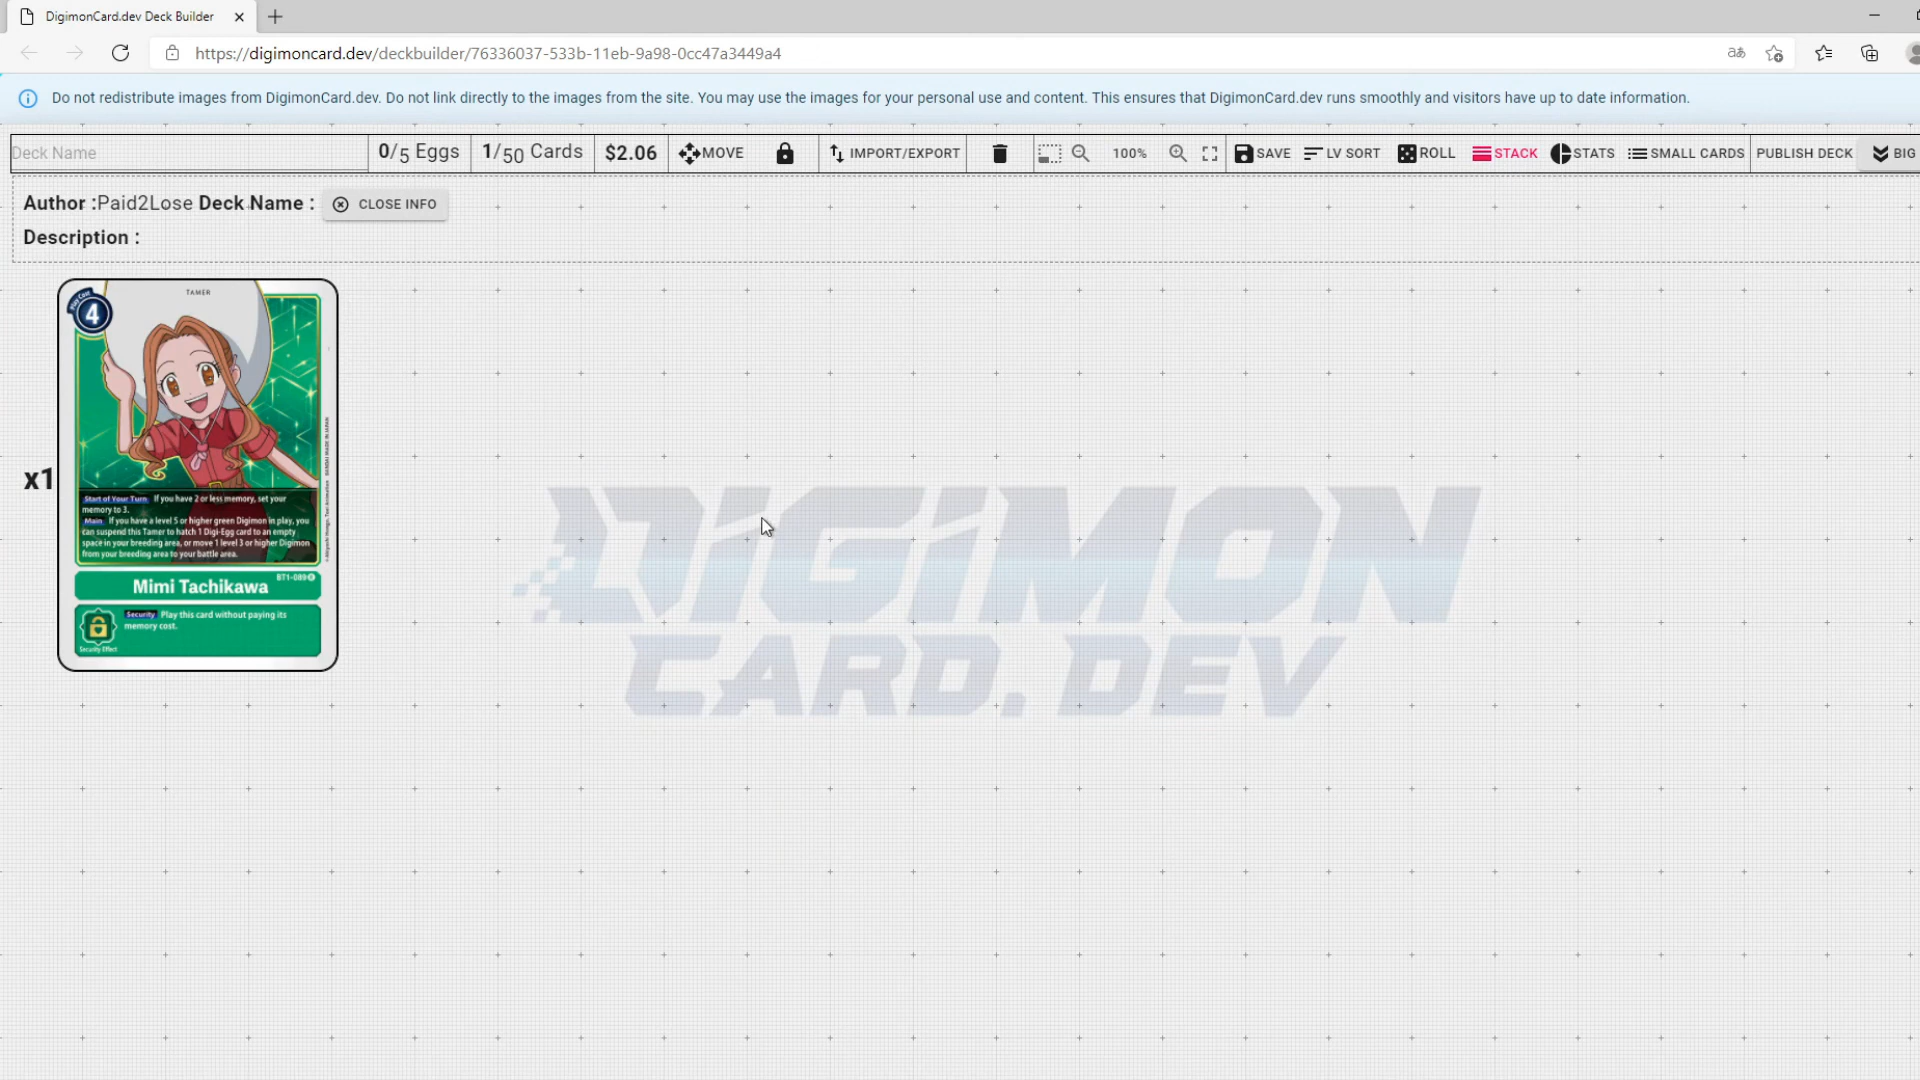 DigimonCard.dev Deck Builder
https://digimoncard.dev/deckbuilder/76336037-533b-11eb-9a98-0cc47a3449a4
Do not redistribute images from DigimonCard.dev. Do not link directly to the images from the site. You may use the images for your personal use and content. This ensures that DigimonCard.dev runs smoothly and visitors have up to date information.
Deck Name 0/5 Eggs 1/50 Cards $2.06 MOVE IMPORT/EXPORT 100% SAVE LV SORT ROLL STACK STATS SMALL CARDS PUBLISH DECK BIG
Author :Paid2Lose Deck Name : CLOSE INFO
Description :
TAMER
Play Cost
4
x1
Start of Your Turn If you have 2 or less memory, set your
memory to 3.
Main If you have a level 5 or higher green Digimon in play, you
can suspend this Tamer to hatch 1 Digi-Egg card to an empty
space in your breeding area, or move 1 level 3 or higher Digimon
from your breeding area to your battle area.
BT1-089 R
Mimi Tachikawa
Security Play this card without paying its
memory cost.
Security Effect
DIGIMON
CARD.DEV